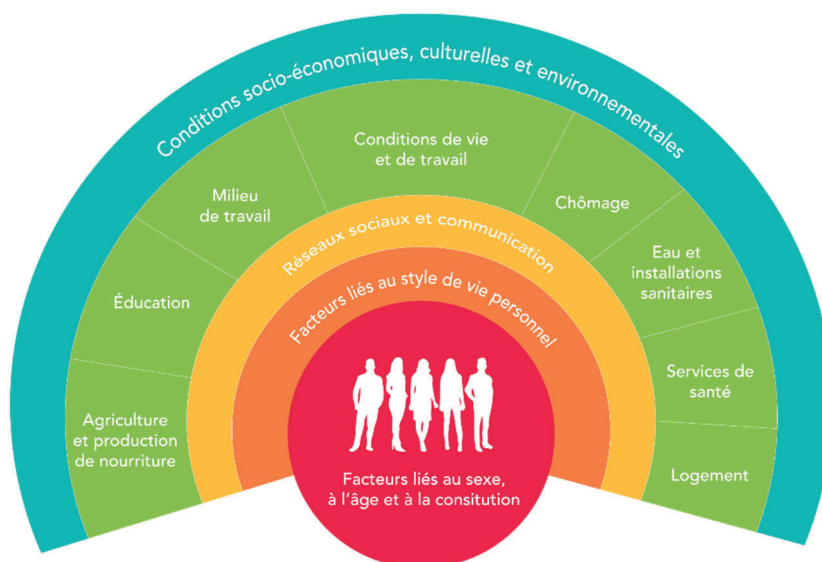 Conditions socio-économiques, culturelles et environnementales
Conditions de vie
et de travail
Milieu
de travail
Chômage
Réseaux sociaux et communication
Eau et
installations
sanitaires
Facteurs liés au style de vie personnel
Éducation
Services de
santé
Agriculture
et production
de nourriture
Logement
Facteurs liés au sexe,
à l'âge et à la consitution